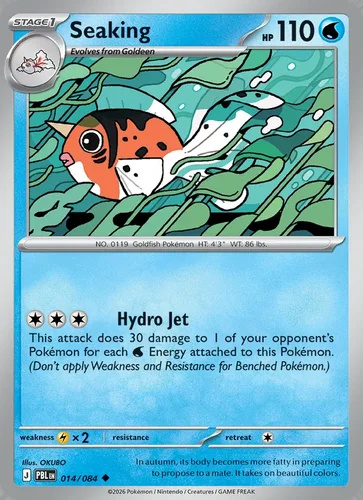 STAGE1
Seaking
HP 110
Evolves from Goldeen
NO. 0119 Goldfish Pokémon HT: 4'3" WT: 86 lbs.
Hydro Jet
This attack does 30 damage to 1 of your opponent's
Pokémon for each Energy attached to this Pokémon.
(Don't apply Weakness and Resistance for Benched Pokémon.)
weakness ×2 resistance retreat
Illus. OKUBO
J PBL EN 014/084
In autumn, its body becomes more fatty in preparing
to propose to a mate. It takes on beautiful colors.
©2026 Pokémon / Nintendo / Creatures / GAME FREAK